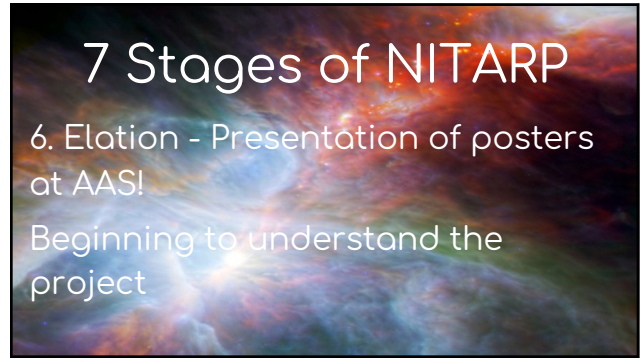 7 Stages of NITARP
6. Elation - Presentation of posters
at AAS!
Beginning to understand the
project